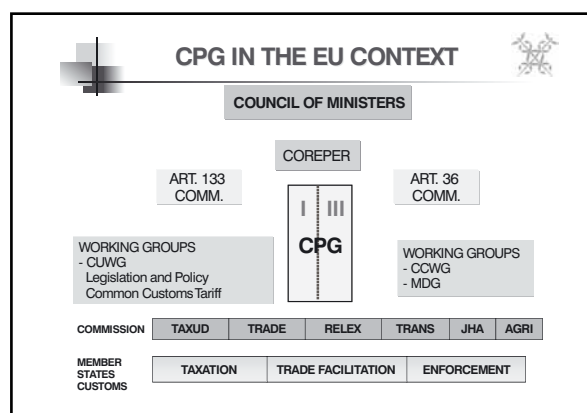 CPG IN THE EU CONTEXT
COUNCIL OF MINISTERS
COREPER
ART. 133
COMM.
ART. 36
COMM.
I III
CPG
WORKING GROUPS
- CUWG
Legislation and Policy
Common Customs Tariff
WORKING GROUPS
- CCWG
- MDG
COMMISSION TAXUD TRADE RELEX TRANS JHA AGRI
MEMBER
STATES
CUSTOMS
TAXATION TRADE FACILITATION ENFORCEMENT